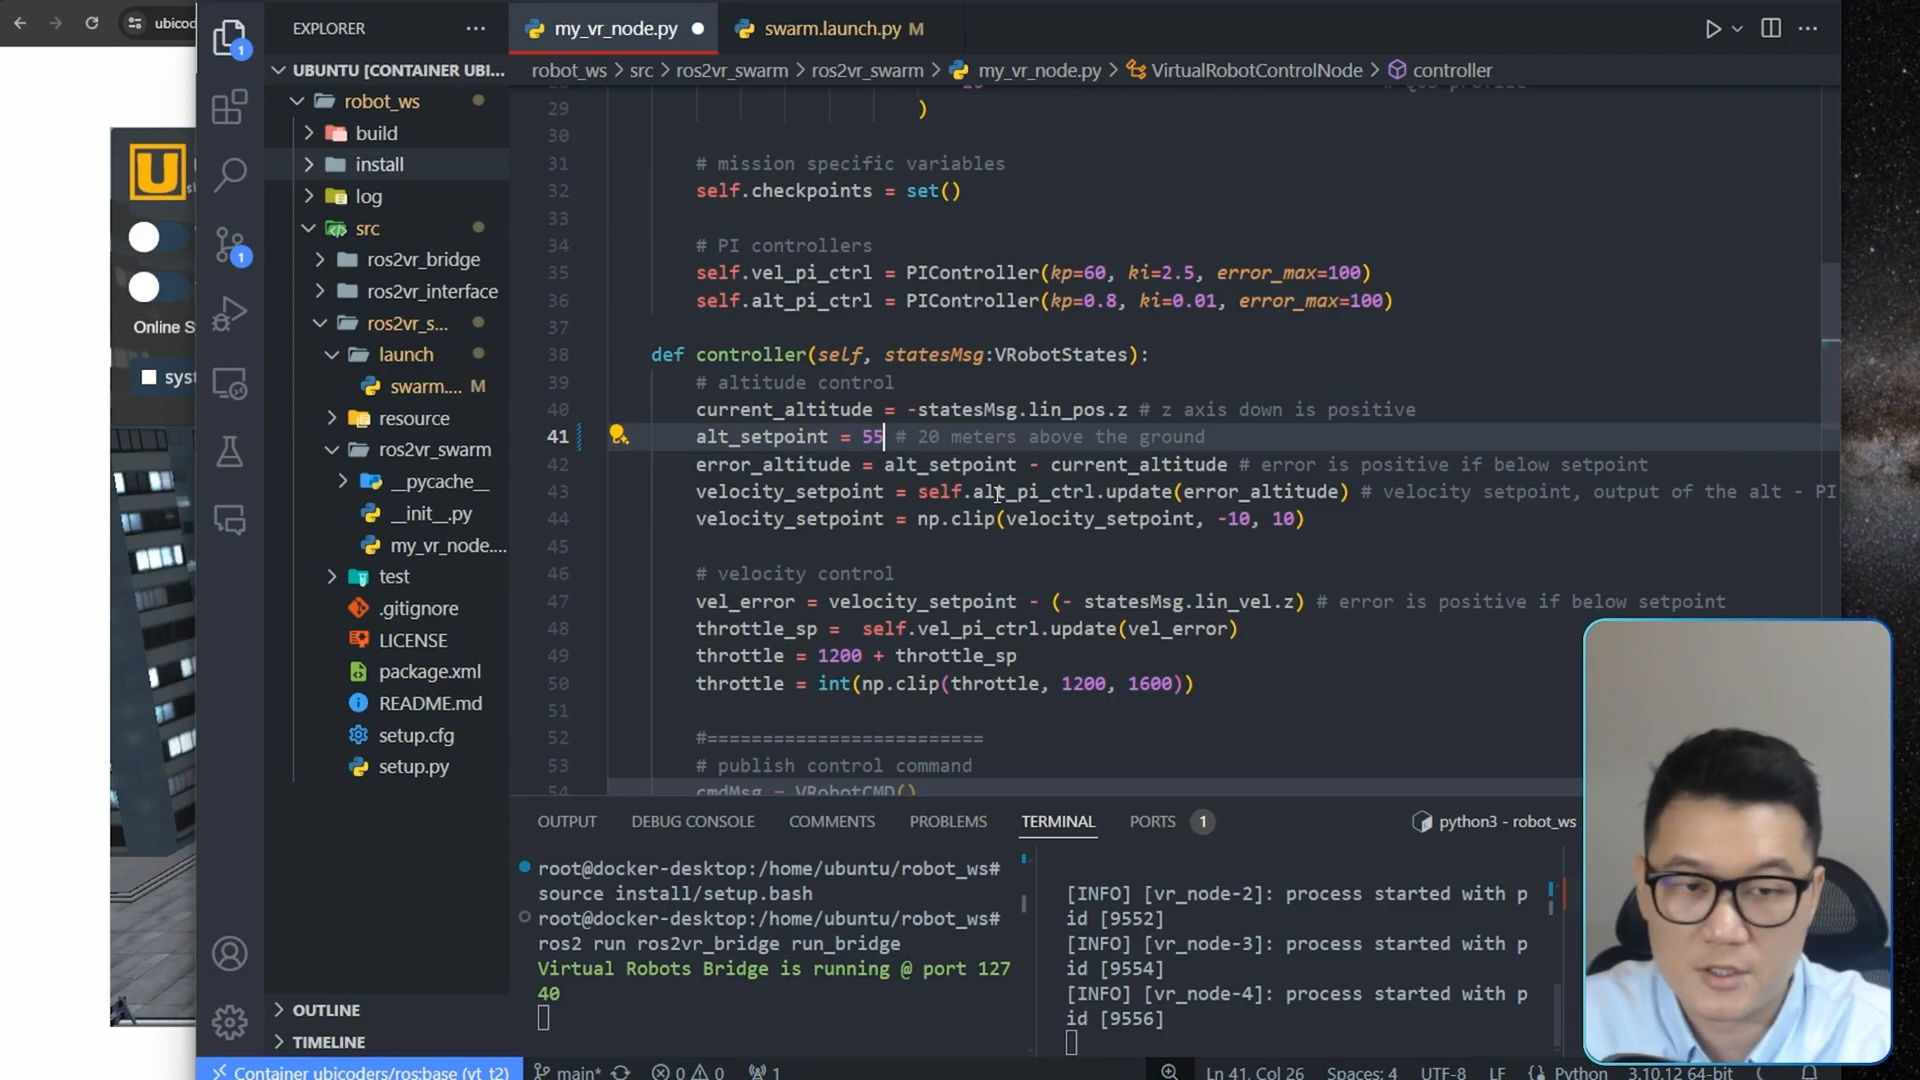 ubicod
EXPLORER
my_vr_node.py
swarm.launch.py M
UBUNTU [CONTAINER UBI...
robot_ws > src > ros2vr_swarm > ros2vr_swarm > my_vr_node.py > VirtualRobotControlNode > controller
robot_ws
build
install
log
src
ros2vr_bridge
ros2vr_interface
ros2vr_s...
launch
swarm.... M
resource
ros2vr_swarm
__pycache__
__init__.py
my_vr_node....
test
.gitignore
LICENSE
package.xml
README.md
setup.cfg
setup.py
OUTLINE
TIMELINE
Online S
syst
29 )
30
31 # mission specific variables
32 self.checkpoints = set()
33
34 # PI controllers
35 self.vel_pi_ctrl = PIController(kp=60, ki=2.5, error_max=100)
36 self.alt_pi_ctrl = PIController(kp=0.8, ki=0.01, error_max=100)
37
38 def controller(self, statesMsg:VRobotStates):
39 # altitude control
40 current_altitude = -statesMsg.lin_pos.z # z axis down is positive
41 alt_setpoint = 55 # 20 meters above the ground
42 error_altitude = alt_setpoint - current_altitude # error is positive if below setpoint
43 velocity_setpoint = self.alt_pi_ctrl.update(error_altitude) # velocity setpoint, output of the alt - PI
44 velocity_setpoint = np.clip(velocity_setpoint, -10, 10)
45
46 # velocity control
47 vel_error = velocity_setpoint - (- statesMsg.lin_vel.z) # error is positive if below setpoint
48 throttle_sp =  self.vel_pi_ctrl.update(vel_error)
49 throttle = 1200 + throttle_sp
50 throttle = int(np.clip(throttle, 1200, 1600))
51
52 #=========================
53 # publish control command
54 cmdMsg = VRobotCMD()
OUTPUT DEBUG CONSOLE COMMENTS PROBLEMS TERMINAL PORTS 1
python3 - robot_ws
root@docker-desktop:/home/ubuntu/robot_ws#
source install/setup.bash
root@docker-desktop:/home/ubuntu/robot_ws#
ros2 run ros2vr_bridge run_bridge
Virtual Robots Bridge is running @ port 127
40
[INFO] [vr_node-2]: process started with p
id [9552]
[INFO] [vr_node-3]: process started with p
id [9554]
[INFO] [vr_node-4]: process started with p
id [9556]
Container ubicoders/ros:base (vt_t2) main* 0 0 1 Ln 41, Col 26 Spaces: 4 UTF-8 LF Python 3.10.12 64-bit